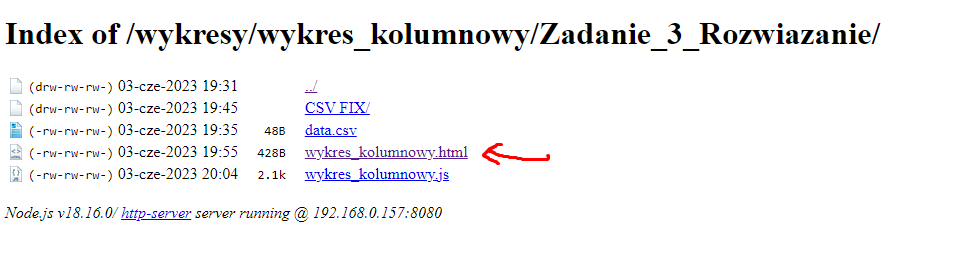 Index of /wykresy/wykres_kolumnowy/Zadanie_3_Rozwiazanie/
(drw-rw-rw-) 03-cze-2023 19:31 ../
(drw-rw-rw-) 03-cze-2023 19:45 CSV FIX/
(-rw-rw-rw-) 03-cze-2023 19:35 48B data.csv
(-rw-rw-rw-) 03-cze-2023 19:55 428B wykres_kolumnowy.html
(-rw-rw-rw-) 03-cze-2023 20:04 2.1k wykres_kolumnowy.js
Node.js v18.16.0/ http-server server running @ 192.168.0.157:8080